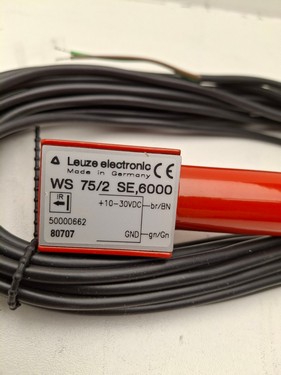 Leuze electronic CE
Made in Germany
WS 75/2 SE,6000
IR
+10-30VDC br/BN
50000662
80707
GND gn/Gn